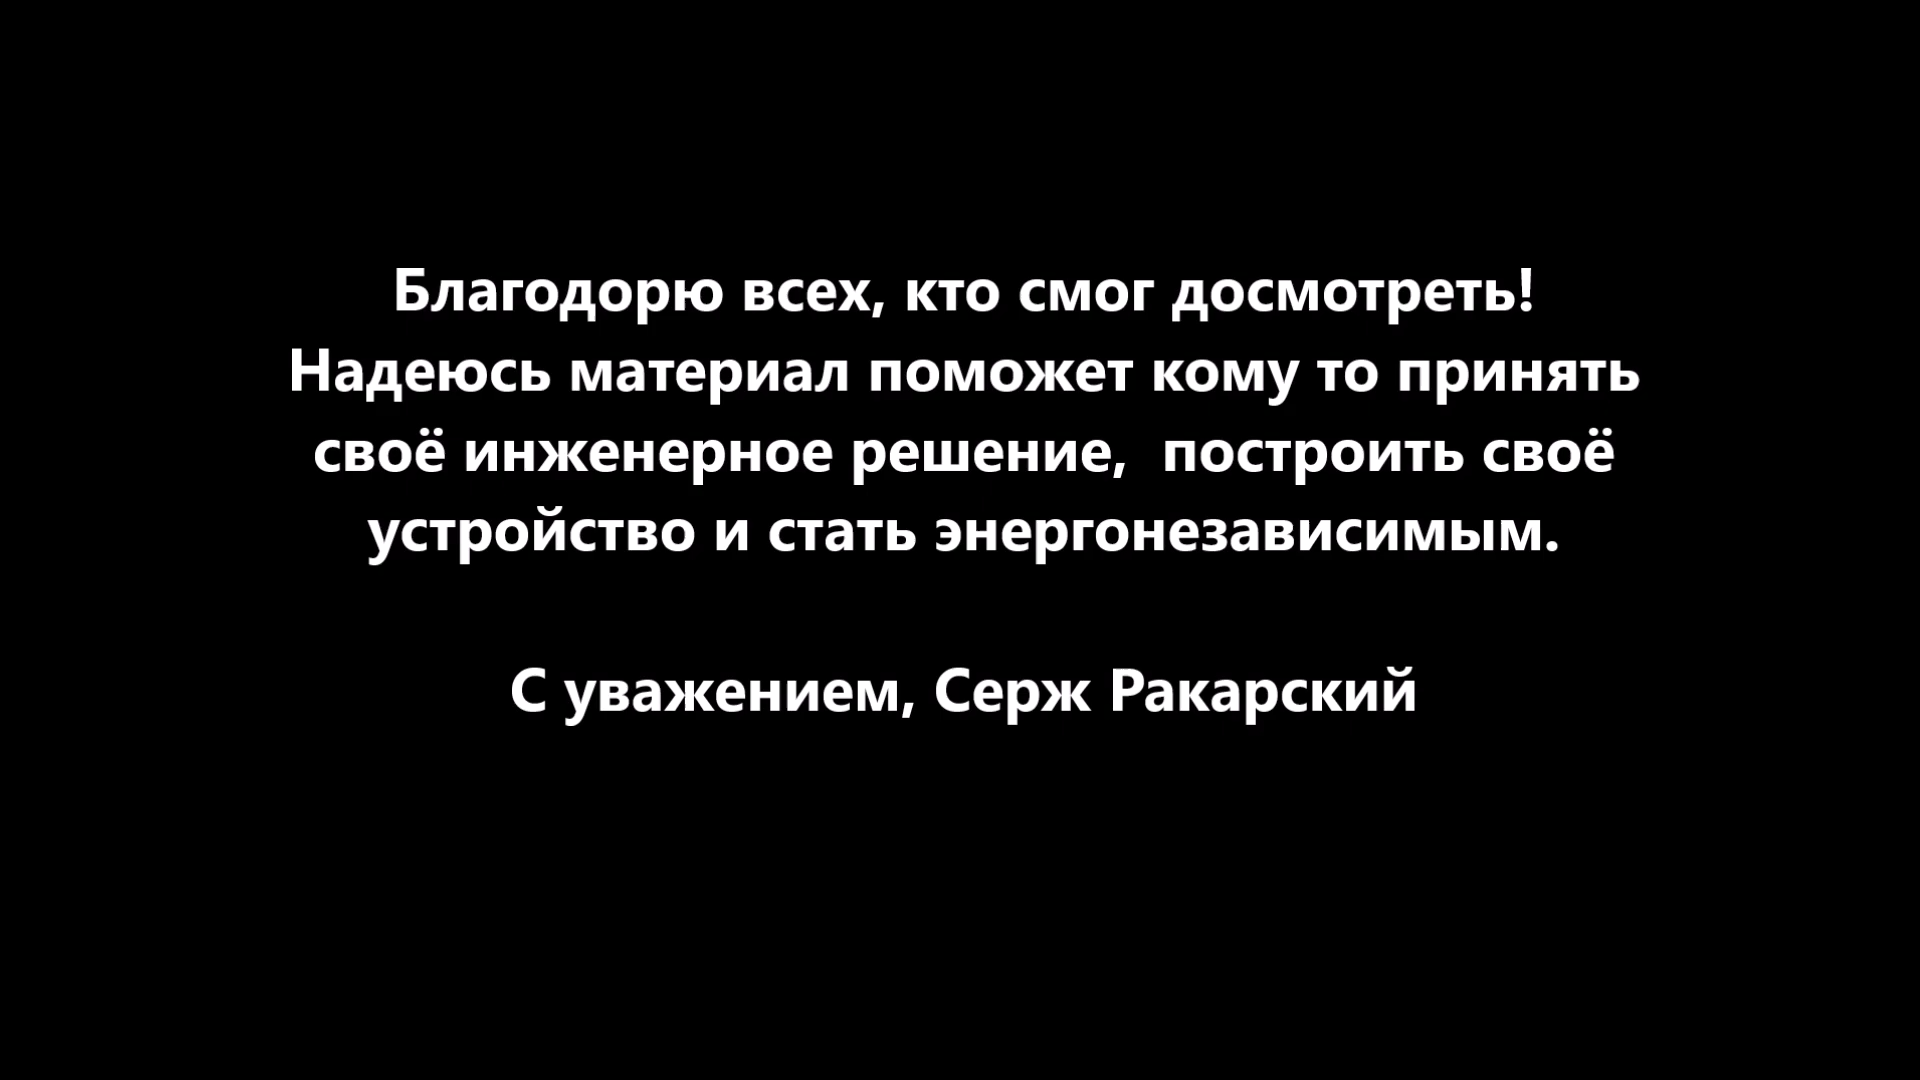 Благодорю всех, кто смог досмотреть!
Надеюсь материал поможет кому то принять
своё инженерное решение,  построить своё
устройство и стать энергонезависимым.
С уважением, Серж Ракарский